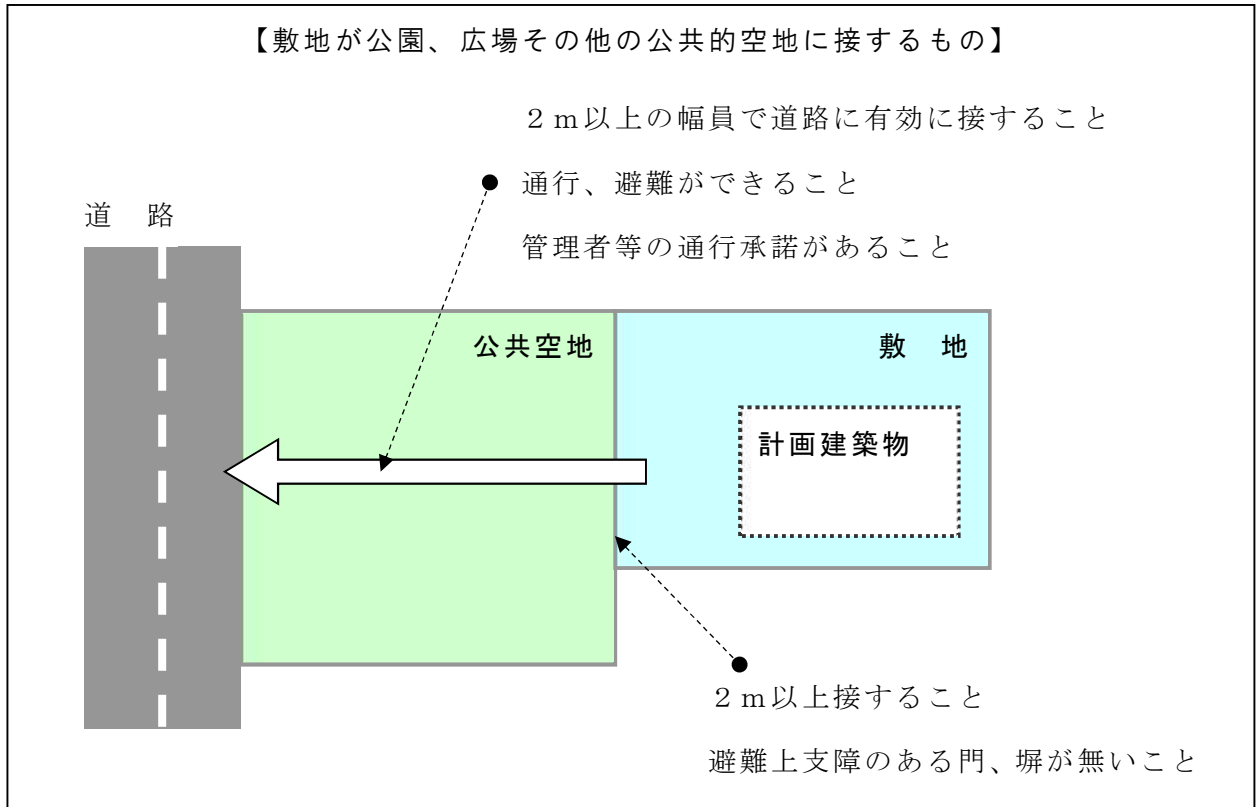 【敷地が公園、広場その他の公共的空地に接するもの】
２ｍ以上の幅員で道路に有効に接すること
通行、避難ができること
管理者等の通行承諾があること
道　路
公共空地
敷　地
計画建築物
２ｍ以上接すること
避難上支障のある門、塀が無いこと